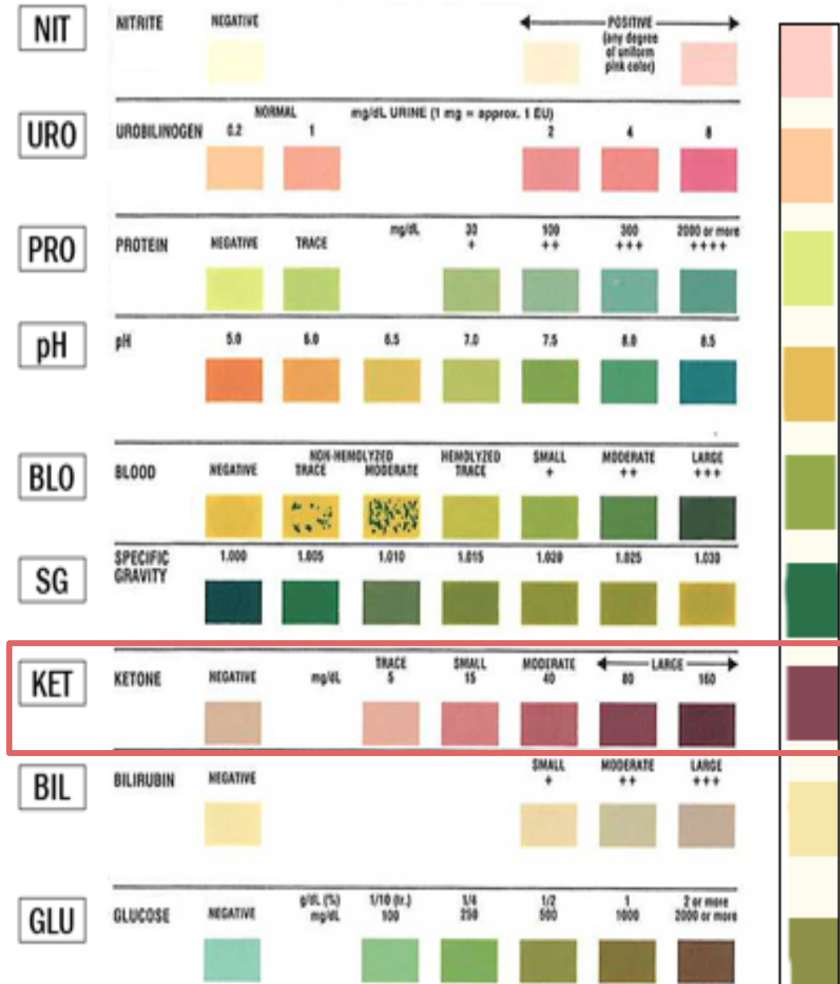 NIT NITRITE NEGATIVE POSITIVE
(any degree
of uniform
pink color)
NORMAL mg/dL URINE (1 mg = approx. 1 EU)
URO UROBILINOGEN 0.2 1 2 4 8
PRO PROTEIN NEGATIVE TRACE mg/dL 30 100 300 2000 or more
+ ++ +++ ++++
pH pH 5.0 6.0 6.5 7.0 7.5 8.0 8.5
NON-HEMOLYZED HEMOLYZED SMALL MODERATE LARGE
BLO BLOOD NEGATIVE TRACE MODERATE TRACE + ++ +++
SG SPECIFIC GRAVITY 1.000 1.005 1.010 1.015 1.020 1.025 1.030
TRACE SMALL MODERATE LARGE
KET KETONE NEGATIVE mg/dL 5 15 40 80 160
SMALL MODERATE LARGE
BIL BILIRUBIN NEGATIVE + ++ +++
g/dL (%) 1/10 (tr.) 1/4 1/2 1 2 or more
GLU GLUCOSE NEGATIVE mg/dL 100 250 500 1000 2000 or more